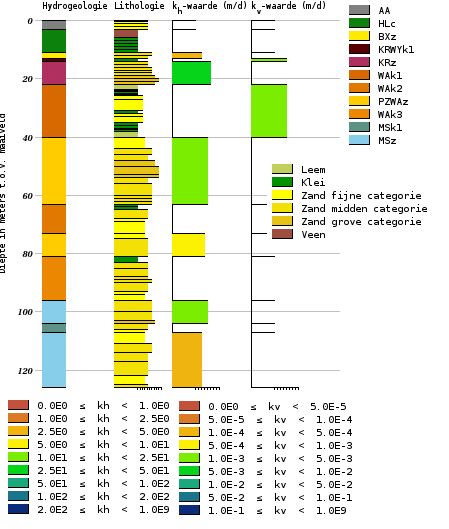 Hydrogeologie Lithologie kh-waarde (m/d) kv-waarde (m/d)
Diepte in meters t.o.v. maaiveld
0
20
40
60
80
100
120
AA
HLc
BXz
KRWYk1
KRz
WAk1
WAk2
PZWAz
WAk3
MSk1
MSz
Leem
Klei
Zand fijne categorie
Zand midden categorie
Zand grove categorie
Veen
0.0E0 ≤ kh < 1.0E0
1.0E0 ≤ kh < 2.5E0
2.5E0 ≤ kh < 5.0E0
5.0E0 ≤ kh < 1.0E1
1.0E1 ≤ kh < 2.5E1
2.5E1 ≤ kh < 5.0E1
5.0E1 ≤ kh < 1.0E2
1.0E2 ≤ kh < 2.0E2
2.0E2 ≤ kh < 1.0E9
0.0E0 ≤ kv < 5.0E-5
5.0E-5 ≤ kv < 1.0E-4
1.0E-4 ≤ kv < 5.0E-4
5.0E-4 ≤ kv < 1.0E-3
1.0E-3 ≤ kv < 5.0E-3
5.0E-3 ≤ kv < 1.0E-2
1.0E-2 ≤ kv < 5.0E-2
5.0E-2 ≤ kv < 1.0E-1
1.0E-1 ≤ kv < 1.0E9